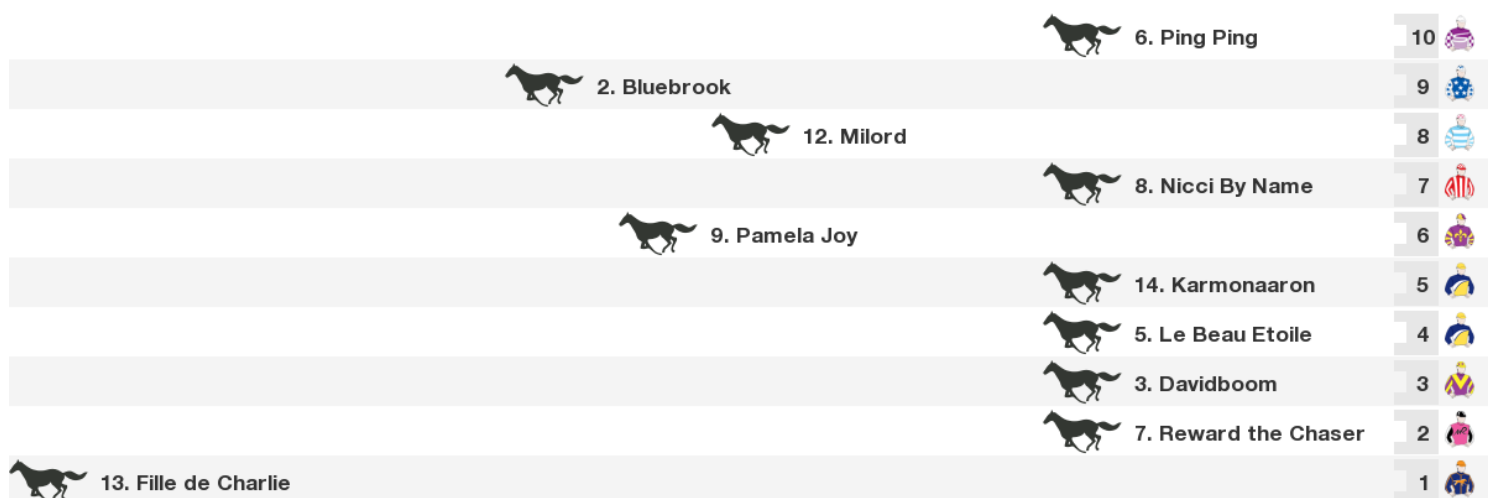 6. Ping Ping 10
2. Bluebrook 9
12. Milord 8
8. Nicci By Name 7
9. Pamela Joy 6
14. Karmonaaron 5
5. Le Beau Etoile 4
3. Davidboom 3
7. Reward the Chaser 2
13. Fille de Charlie 1